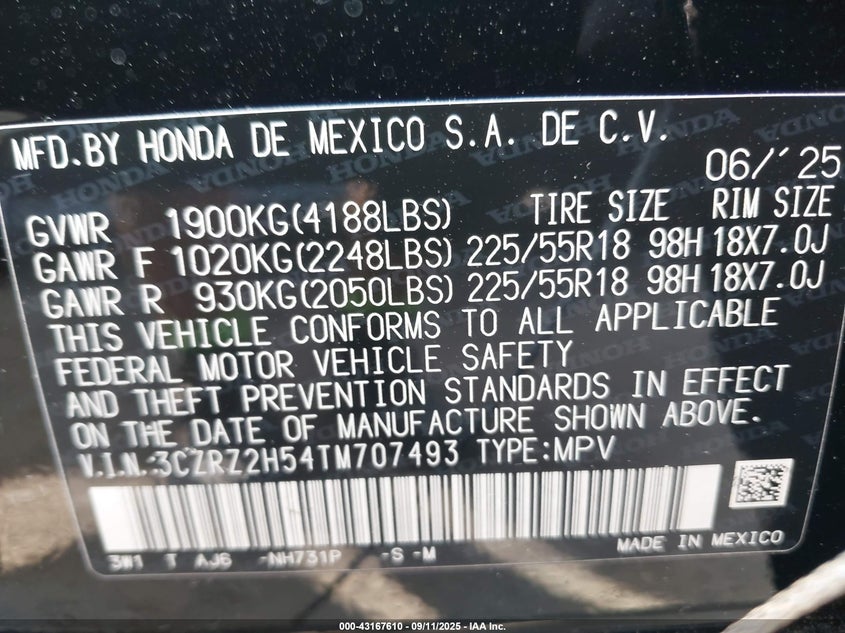 MFD.BY HONDA DE MEXICO S.A. DE C.V.
06/'25
GVWR 1900KG(4188LBS) TIRE SIZE RIM SIZE
GAWR F 1020KG(2248LBS) 225/55R18 98H 18X7.0J
GAWR R 930KG(2050LBS) 225/55R18 98H 18X7.0J
THIS VEHICLE CONFORMS TO ALL APPLICABLE
FEDERAL MOTOR VEHICLE SAFETY
AND THEFT PREVENTION STANDARDS IN EFFECT
ON THE DATE OF MANUFACTURE SHOWN ABOVE.
V.I.N.:3CZRZ2H54TM707493 TYPE:MPV
3W1 T AJ6 -NH731P -S -M
MADE IN MEXICO
000-43167610 - 09/11/2025 - IAA Inc.